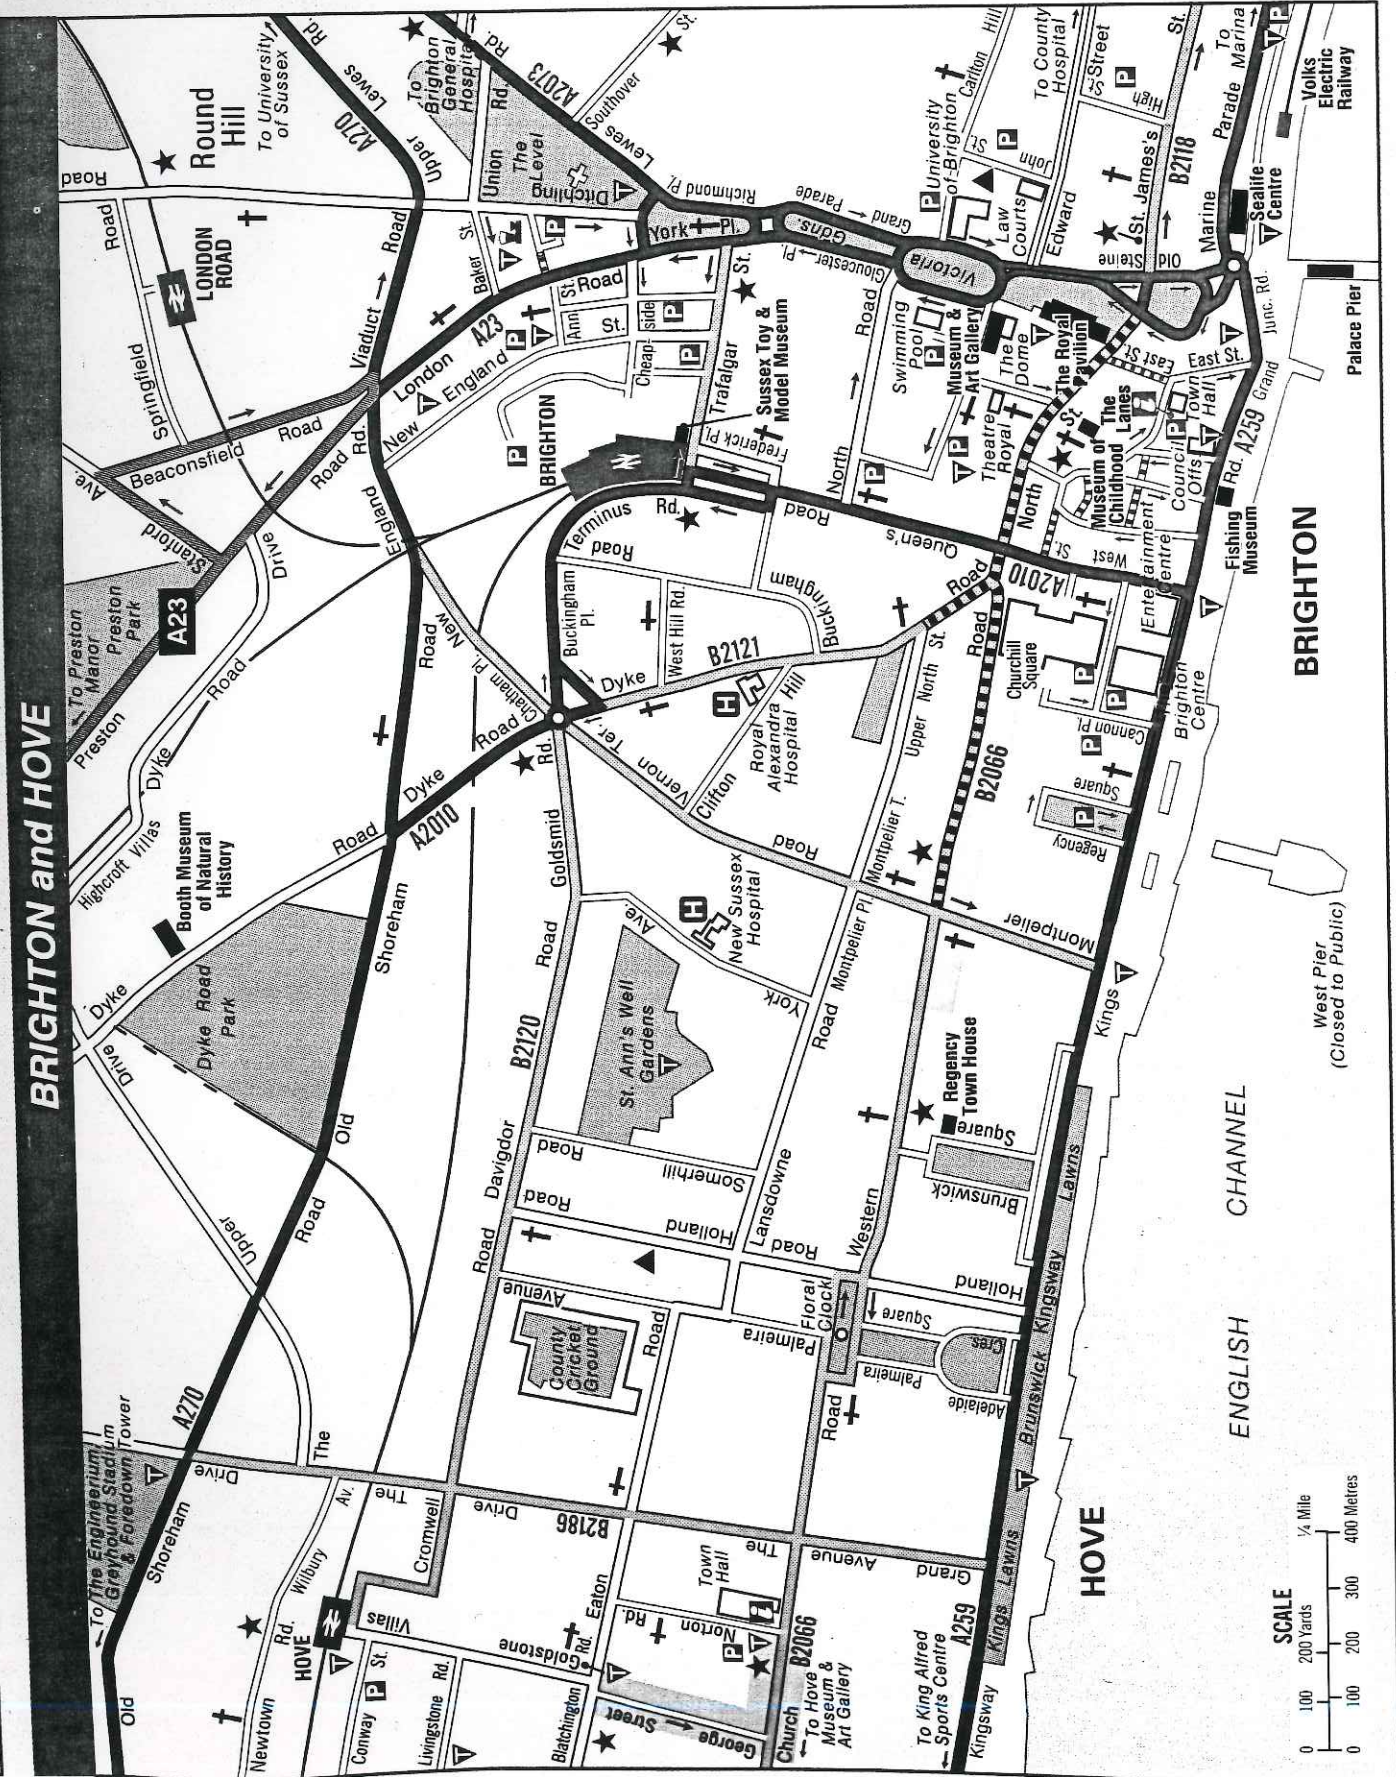 BRIGHTON and HOVE
To The Engineerium
Greyhound Stadium
& Foredown Tower
A270
Old
Shoreham
Road
Old
Shoreham
Road
Drive
The
Upper
Drive
Dyke
Dyke Road
Park
Booth Museum
of Natural
History
Highcroft Villas
Dyke
Road
Drive
Road
Dyke
Road
A2010
To Preston
Manor
Preston
Park
Preston
A23
Stanford
Ave.
Beaconsfield
Road
Road
Springfield
Road
LONDON
ROAD
Road
Round
Hill
To University
of Sussex
Lewes
Rd.
A270
Upper
Viaduct
Road
Rd.
England
New
Chatham Pl.
To
Brighton
General
Hospital
Rd.
A2073
Lewes
Southover
St.
Union
Rd.
The
Level
Ditchling
Baker
St.
London
A23
Road
New
England
Ann
St.
St.
Cheap-
side
York
Pl.
Richmond
Pl.
Grand
Parade
Gdns.
Victoria
Gloucester
Pl.
Trafalgar
St.
BRIGHTON
Sussex Toy &
Model Museum
Frederick Pl.
Terminus
Rd.
Road
Buckingham
Pl.
West Hill Rd.
Buckingham
B2121
Dyke
Road
Queen's
Road
North
Road
Swimming
Pool
Museum &
Art Gallery
The
Dome
The Royal
Pavilion
Theatre
Royal
University
of Brighton
Carlton
Hill
Law
Courts
John
St.
Edward
St.
To County
Hospital
High
Street
St. James's
St.
B2118
Old
Steine
Marine
Parade
To
Marina
Sealife
Centre
Volks
Electric
Railway
Palace Pier
Grand
Junc. Rd.
A259
Rd.
East St.
East St.
Town
Hall
Council
Offs.
The
Lanes
Museum of
Childhood
North
St.
West
St.
A2010
Entertainment
Centre
Fishing
Museum
BRIGHTON
Churchill
Square
Cannon Pl.
Brighton
Centre
Regency
Square
Road
B2066
Upper
North
St.
Montpelier T.
Montpelier Pl.
Montpelier
Road
Clifton
Hill
Royal
Alexandra
Hospital
Vernon
Ter.
Goldsmid
Rd.
Road
B2120
Davigdor
Road
New Sussex
Hospital
York
Ave.
St. Ann's Well
Gardens
Somerhill
Road
Holland
Road
Lansdowne
Road
Western
Road
Regency
Town House
Brunswick
Square
Kings
Lawns
Kingsway
Brunswick
Holland
Road
Floral
Clock
Palmeira
Avenue
Palmeira
Square
Adelaide
Cres.
County
Cricket
Ground
Road
Eaton
The
Drive
B2186
Cromwell
Av.
Wilbury
Villas
HOVE
Rd.
Newtown
Conway
St.
Livingstone
Rd.
Goldstone
Rd.
Blatchington
George
Street
Norton
Rd.
Town
Hall
Church
B2066
To Hove
Museum &
Art Gallery
The
Avenue
Grand
A259
Kingsway
To King Alfred
Sports Centre
Kings Lawns
HOVE
ENGLISH
CHANNEL
West Pier
(Closed to Public)
SCALE
0 100 200 Yards ¼ Mile
0 100 200 300 400 Metres